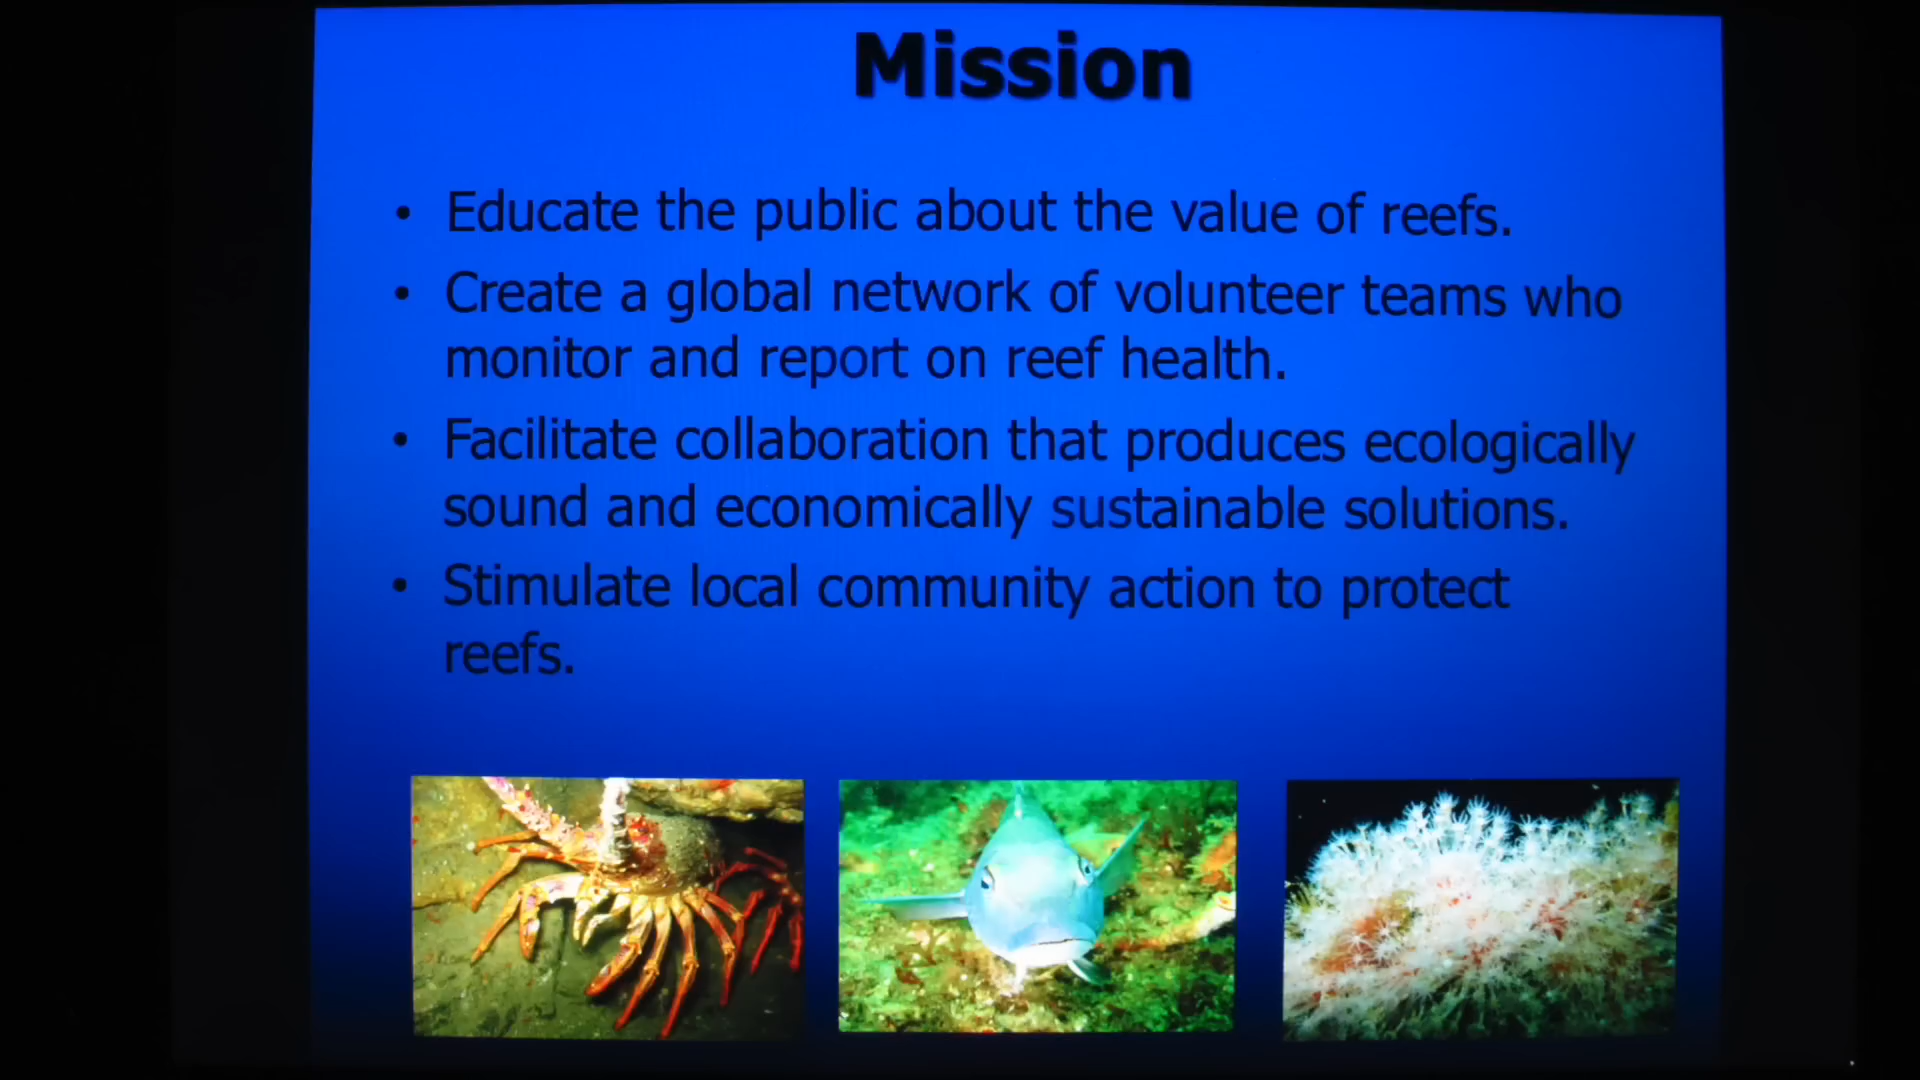 Mission
• Educate the public about the value of reefs.
• Create a global network of volunteer teams who
monitor and report on reef health.
• Facilitate collaboration that produces ecologically
sound and economically sustainable solutions.
• Stimulate local community action to protect
reefs.